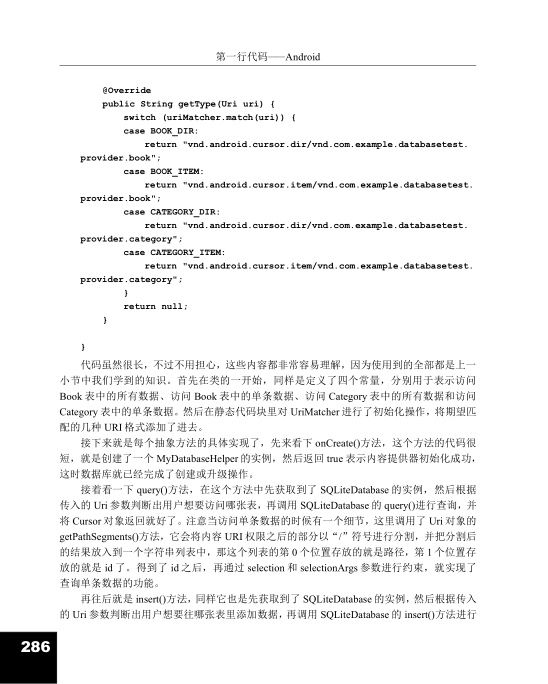 第一行代码——Android
@Override
public String getType(Uri uri) {
switch (uriMatcher.match(uri)) {
case BOOK_DIR:
return "vnd.android.cursor.dir/vnd.com.example.databasetest.
provider.book";
case BOOK_ITEM:
return "vnd.android.cursor.item/vnd.com.example.databasetest.
provider.book";
case CATEGORY_DIR:
return "vnd.android.cursor.dir/vnd.com.example.databasetest.
provider.category";
case CATEGORY_ITEM:
return "vnd.android.cursor.item/vnd.com.example.databasetest.
provider.category";
}
return null;
}
}
代码虽然很长，不过不用担心，这些内容都非常容易理解，因为使用到的全部都是上一
小节中我们学到的知识。首先在类的一开始，同样是定义了四个常量，分别用于表示访问
Book 表中的所有数据、访问 Book 表中的单条数据、访问 Category 表中的所有数据和访问
Category 表中的单条数据。然后在静态代码块里对 UriMatcher 进行了初始化操作，将期望匹
配的几种 URI 格式添加了进去。
接下来就是每个抽象方法的具体实现了，先来看下 onCreate()方法，这个方法的代码很
短，就是创建了一个 MyDatabaseHelper 的实例，然后返回 true 表示内容提供器初始化成功，
这时数据库就已经完成了创建或升级操作。
接着看一下 query()方法，在这个方法中先获取到了 SQLiteDatabase 的实例，然后根据
传入的 Uri 参数判断出用户想要访问哪张表，再调用 SQLiteDatabase 的 query()进行查询，并
将 Cursor 对象返回就好了。注意当访问单条数据的时候有一个细节，这里调用了 Uri 对象的
getPathSegments()方法，它会将内容 URI 权限之后的部分以“/”符号进行分割，并把分割后
的结果放入到一个字符串列表中，那这个列表的第 0 个位置存放的就是路径，第 1 个位置存
放的就是 id 了。得到了 id 之后，再通过 selection 和 selectionArgs 参数进行约束，就实现了
查询单条数据的功能。
再往后就是 insert()方法，同样它也是先获取到了 SQLiteDatabase 的实例，然后根据传入
的 Uri 参数判断出用户想要往哪张表里添加数据，再调用 SQLiteDatabase 的 insert()方法进行
286